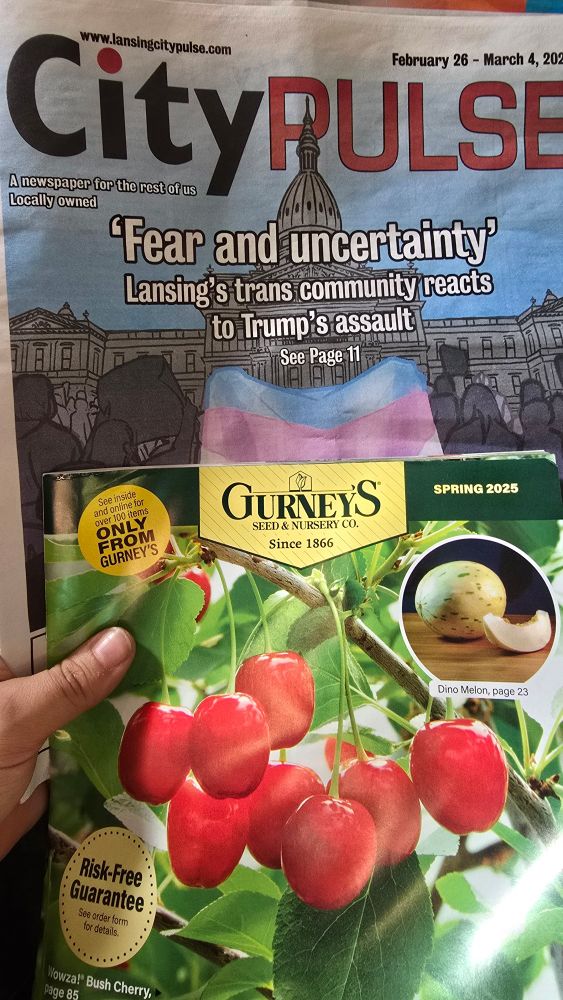 www.lansingcitypulse.com
February 26 - March 4, 202
CityPULSE
A newspaper for the rest of us
Locally owned
'Fear and uncertainty'
Lansing's trans community reacts
to Trump's assault
See Page 11
See inside
and online for
over 100 items
ONLY
FROM
GURNEY'S
GURNEY'S®
SEED & NURSERY CO.
Since 1866
SPRING 2025
Dino Melon, page 23
Risk-Free
Guarantee
See order form
for details.
Wowza!® Bush Cherry,
page 85